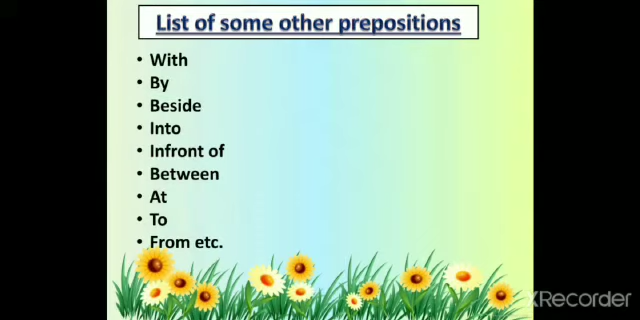 List of some other prepositions
• With
• By
• Beside
• Into
• Infront of
• Between
• At
• To
• From etc.
XRecorder